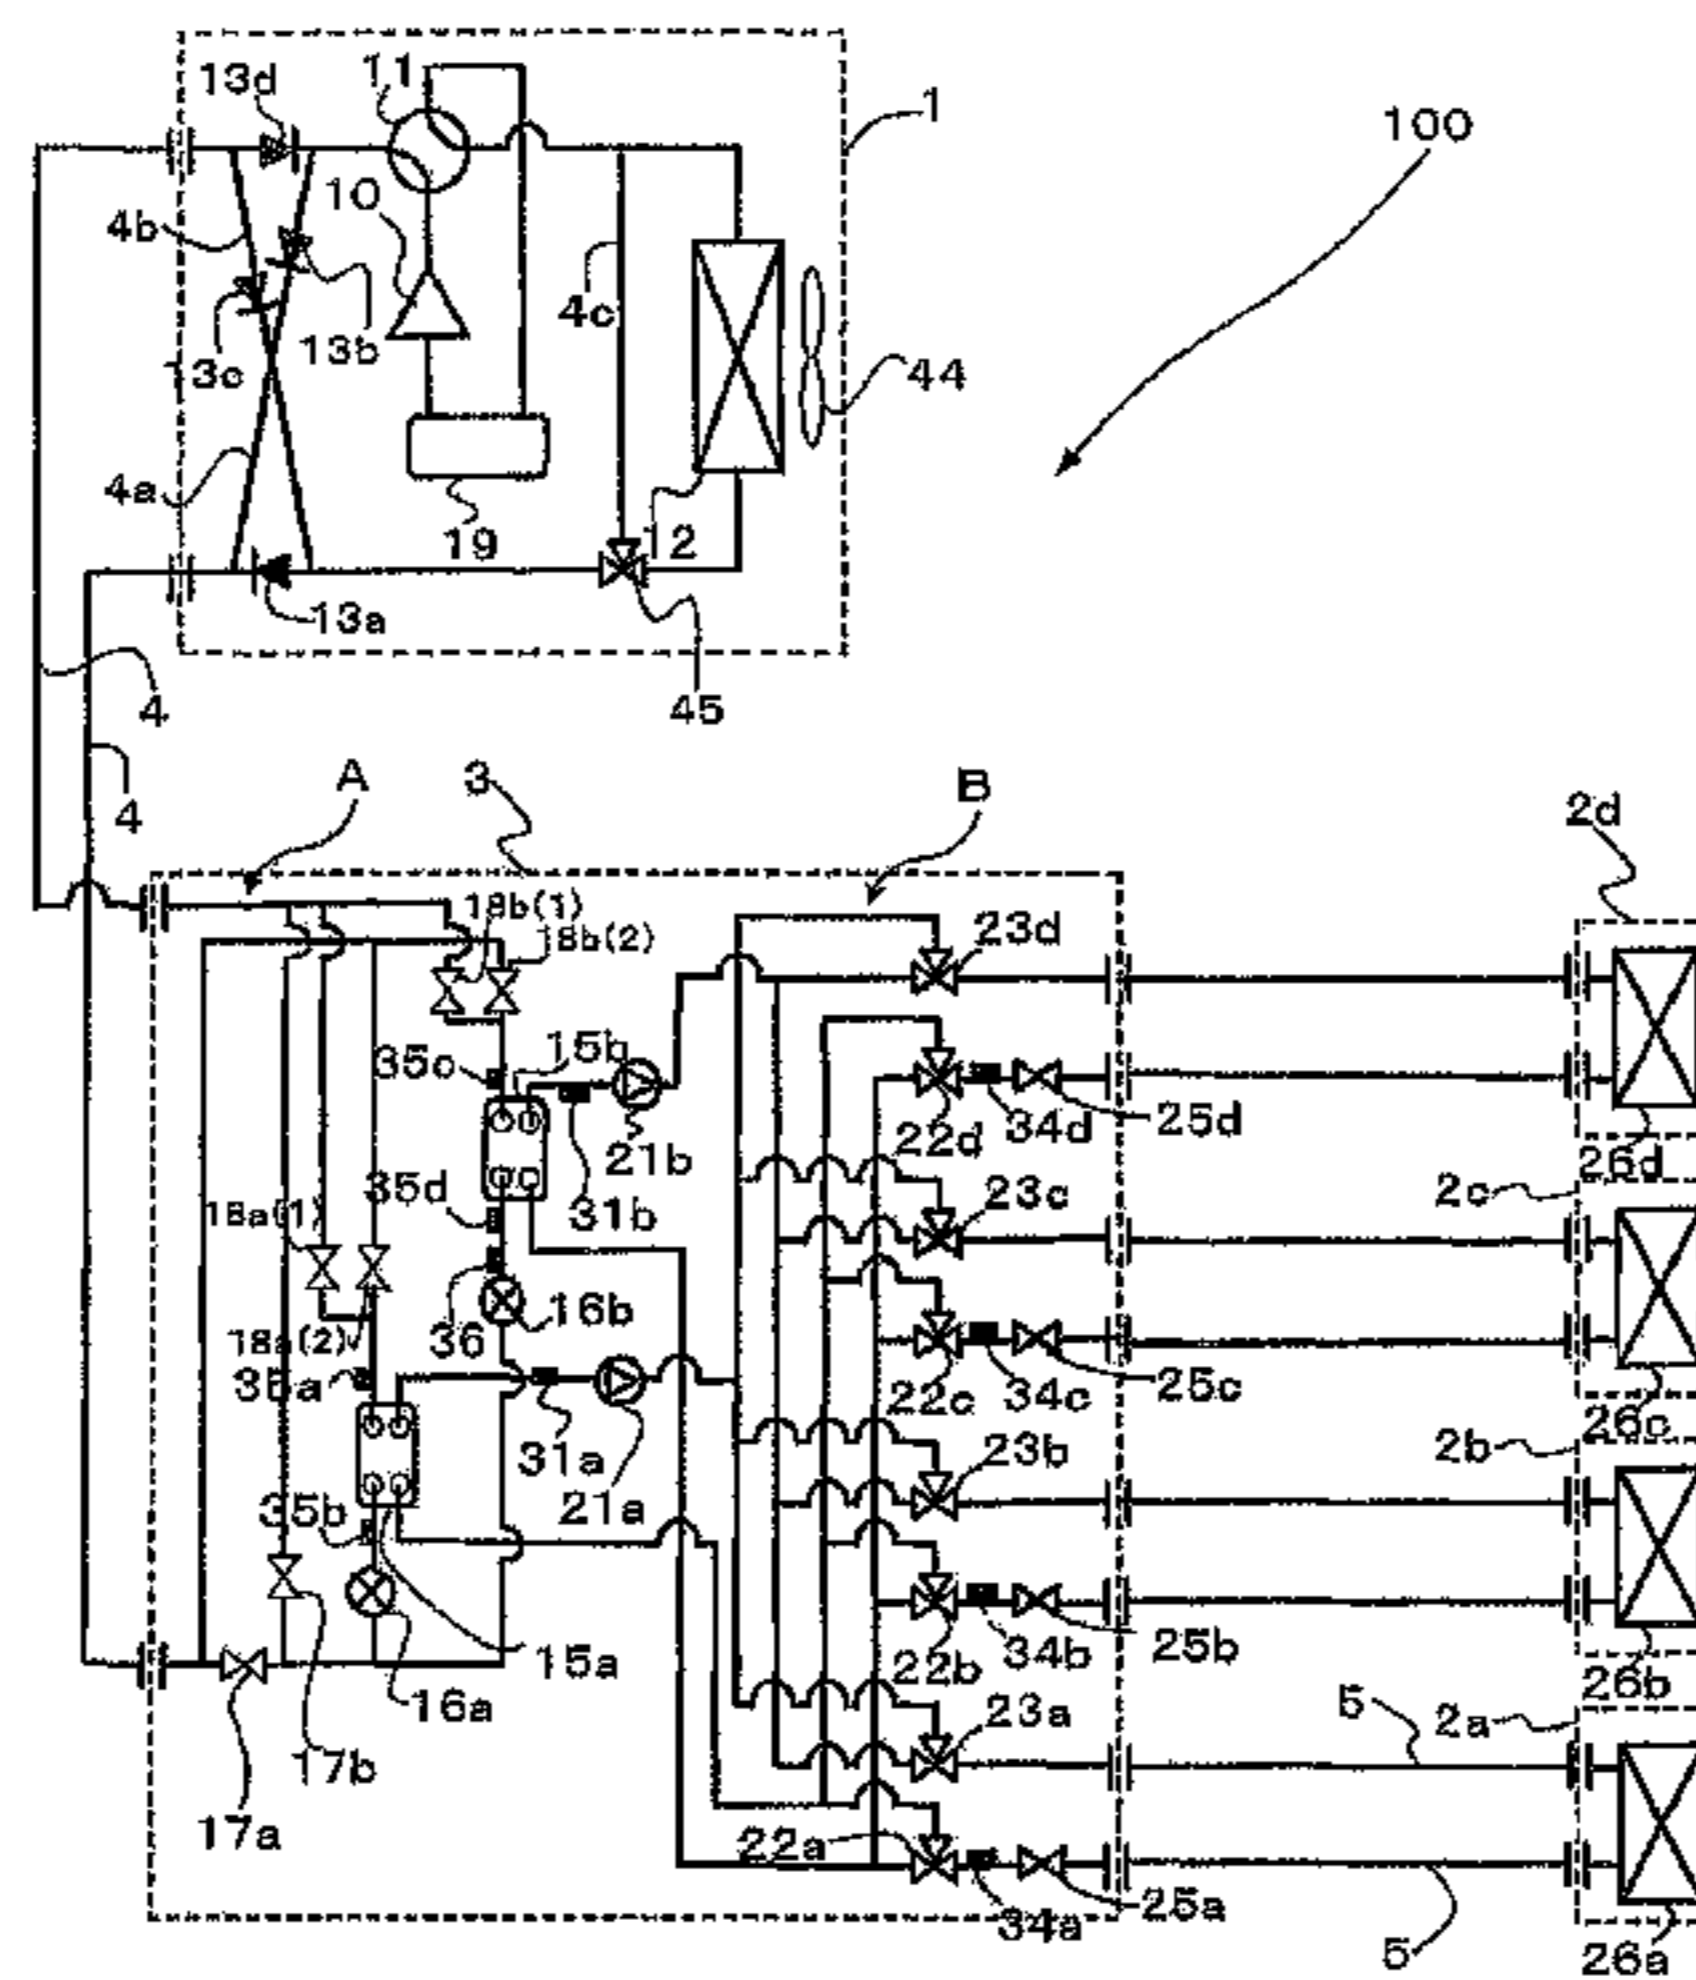 13d
11
1
100
10
4b
4c
13c
13b
44
4a
19
12
13a
4
45
4
A
3
B
2d
18b(1)
18b(2)
23d
35c
15b
21b
22d
34d
25d
26d
35d
31b
2c
23c
18a(1)
36
16b
18a(2)
35a
22c
34c
25c
26c
31a
21a
2b
23b
35b
15a
16a
22b
34b
25b
26b
17b
17a
23a
5
2a
22a
34a
25a
5
26a